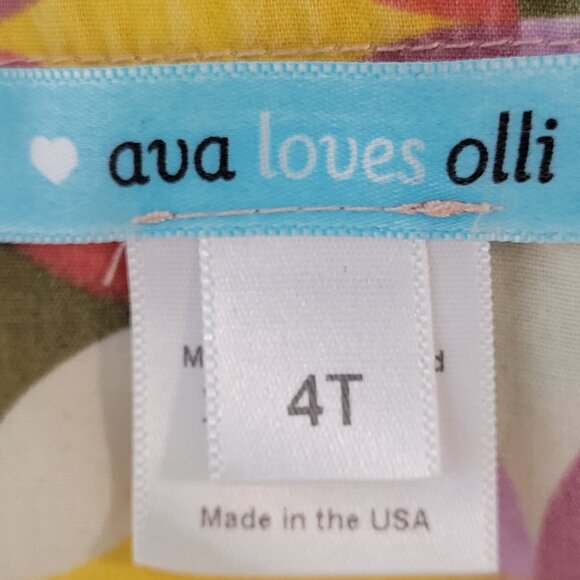 ava loves olli
4T
Made in the USA